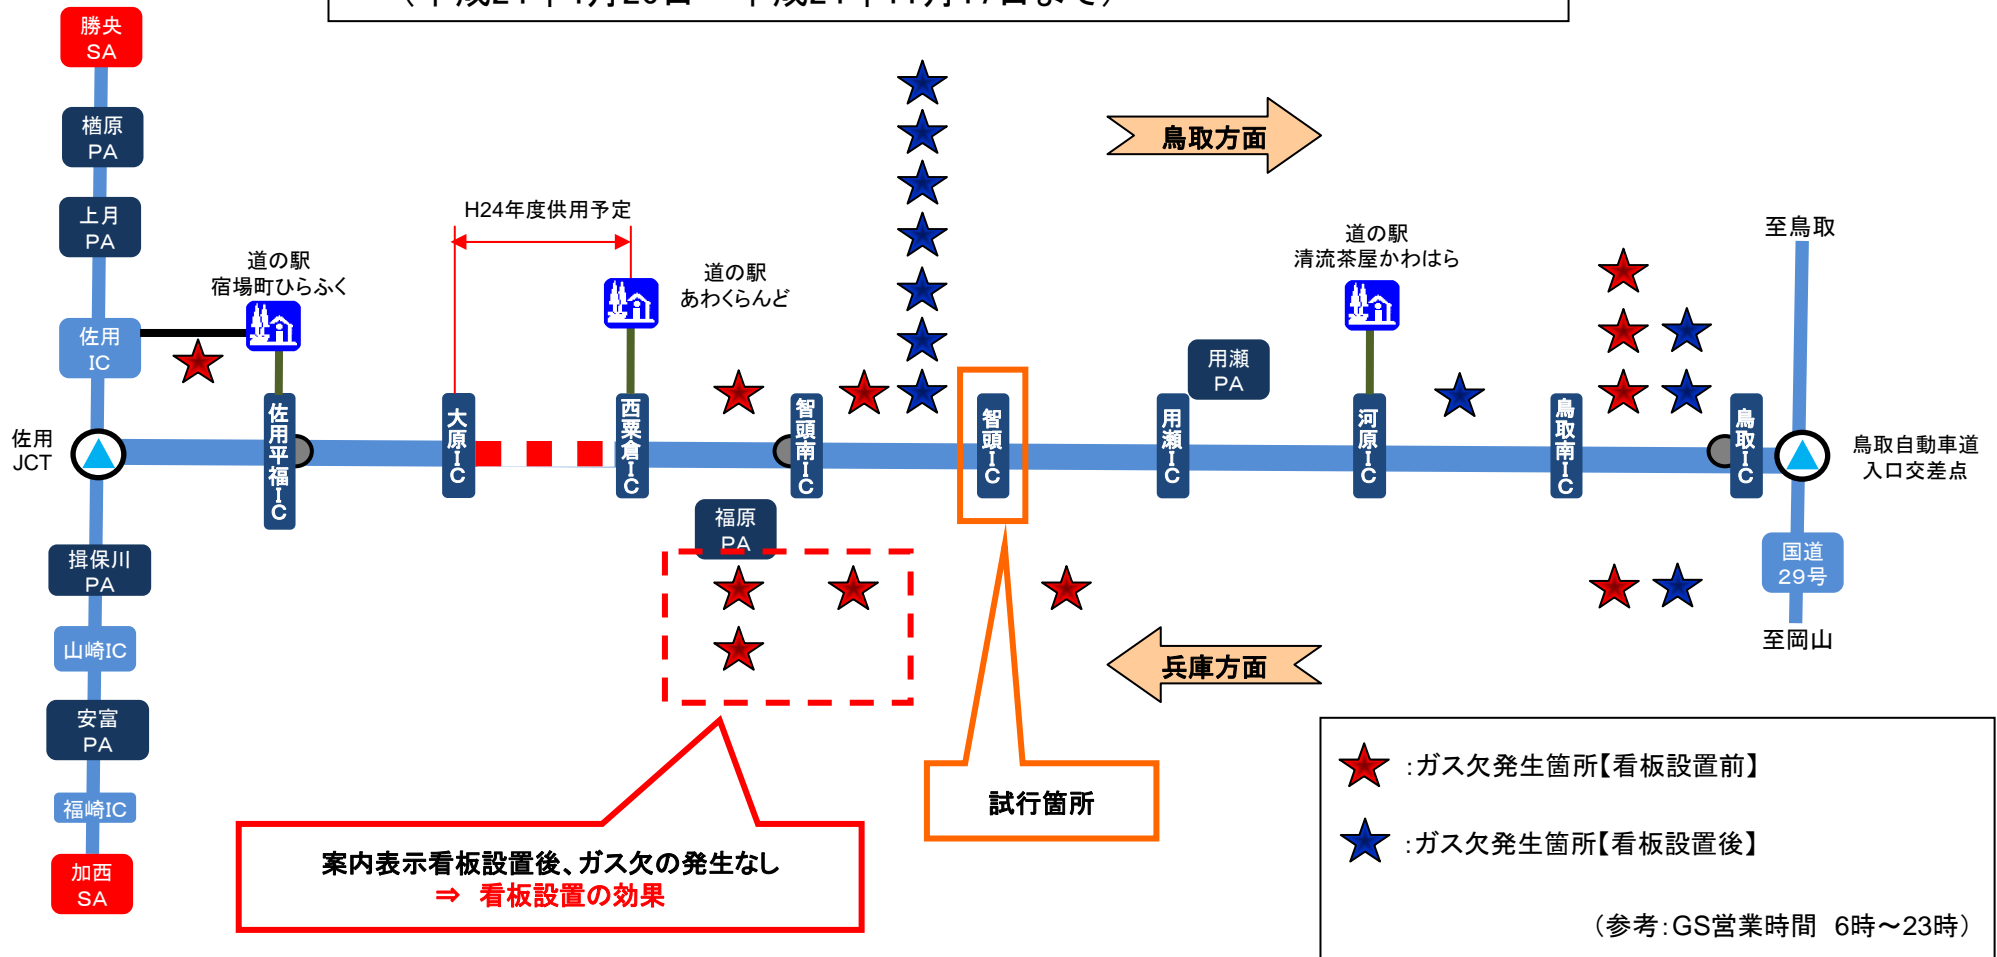 勝央
SA
楢原
PA
上月
PA
佐用
IC
佐用
JCT
揖保川
PA
山崎IC
安富
PA
福崎IC
加西
SA
道の駅
宿場町ひらふく
H24年度供用予定
道の駅
あわくらんど
鳥取方面
道の駅
清流茶屋かわはら
至鳥取
用瀬
PA
佐用平福IC
大原IC
西粟倉IC
智頭南IC
智頭IC
用瀬IC
河原IC
鳥取南IC
鳥取IC
鳥取自動車道
入口交差点
福原
PA
国道
29号
至岡山
兵庫方面
試行箇所
案内表示看板設置後、ガス欠の発生なし
⇒ 看板設置の効果
:ガス欠発生箇所【看板設置前】
:ガス欠発生箇所【看板設置後】
（参考：GS営業時間 6時～23時）